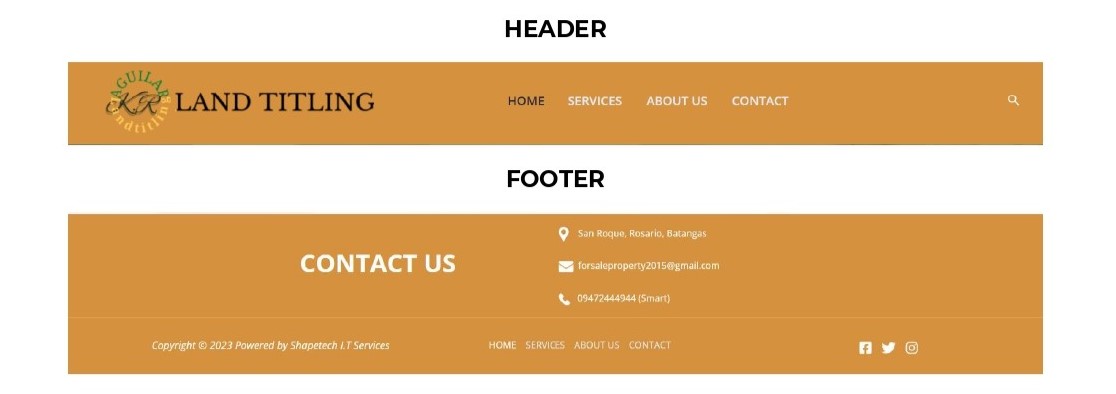 HEADER
AGUILAR
KR
Landtitling
LAND TITLING
HOME SERVICES ABOUT US CONTACT
FOOTER
CONTACT US
San Roque, Rosario, Batangas
forsaleproperty2015@gmail.com
09472444944 (Smart)
Copyright © 2023 Powered by Shapetech I.T Services
HOME SERVICES ABOUT US CONTACT